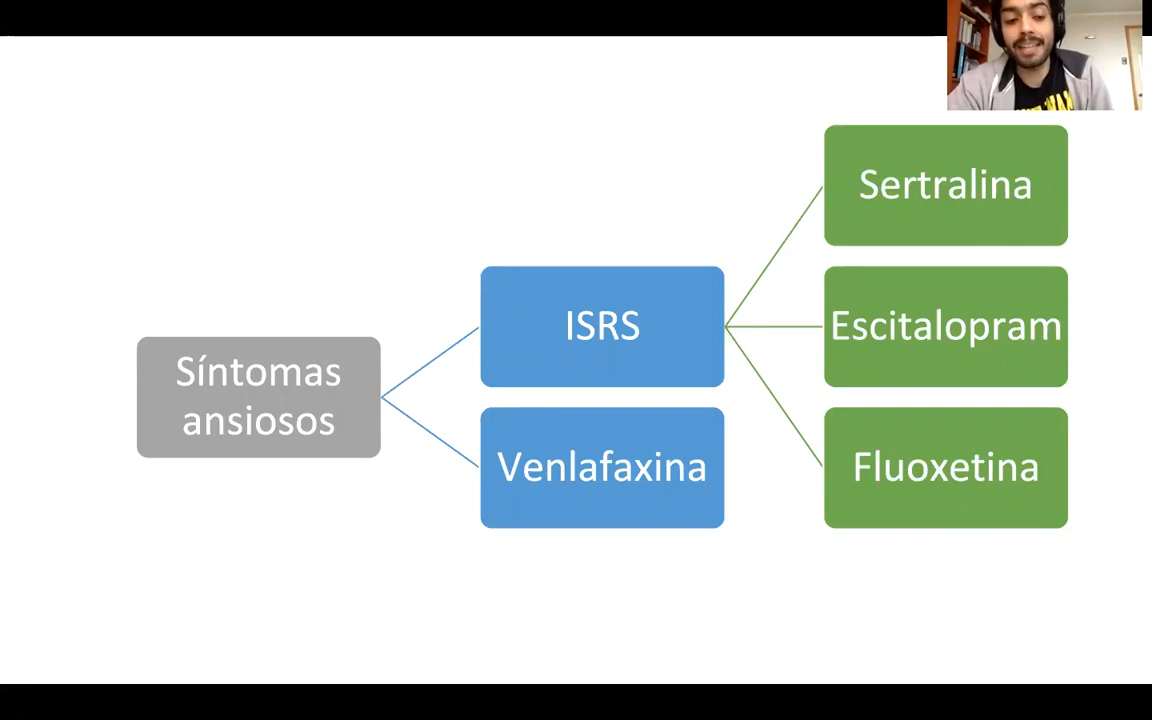 Sertralina
ISRS
Escitalopram
Síntomas
ansiosos
Venlafaxina
Fluoxetina